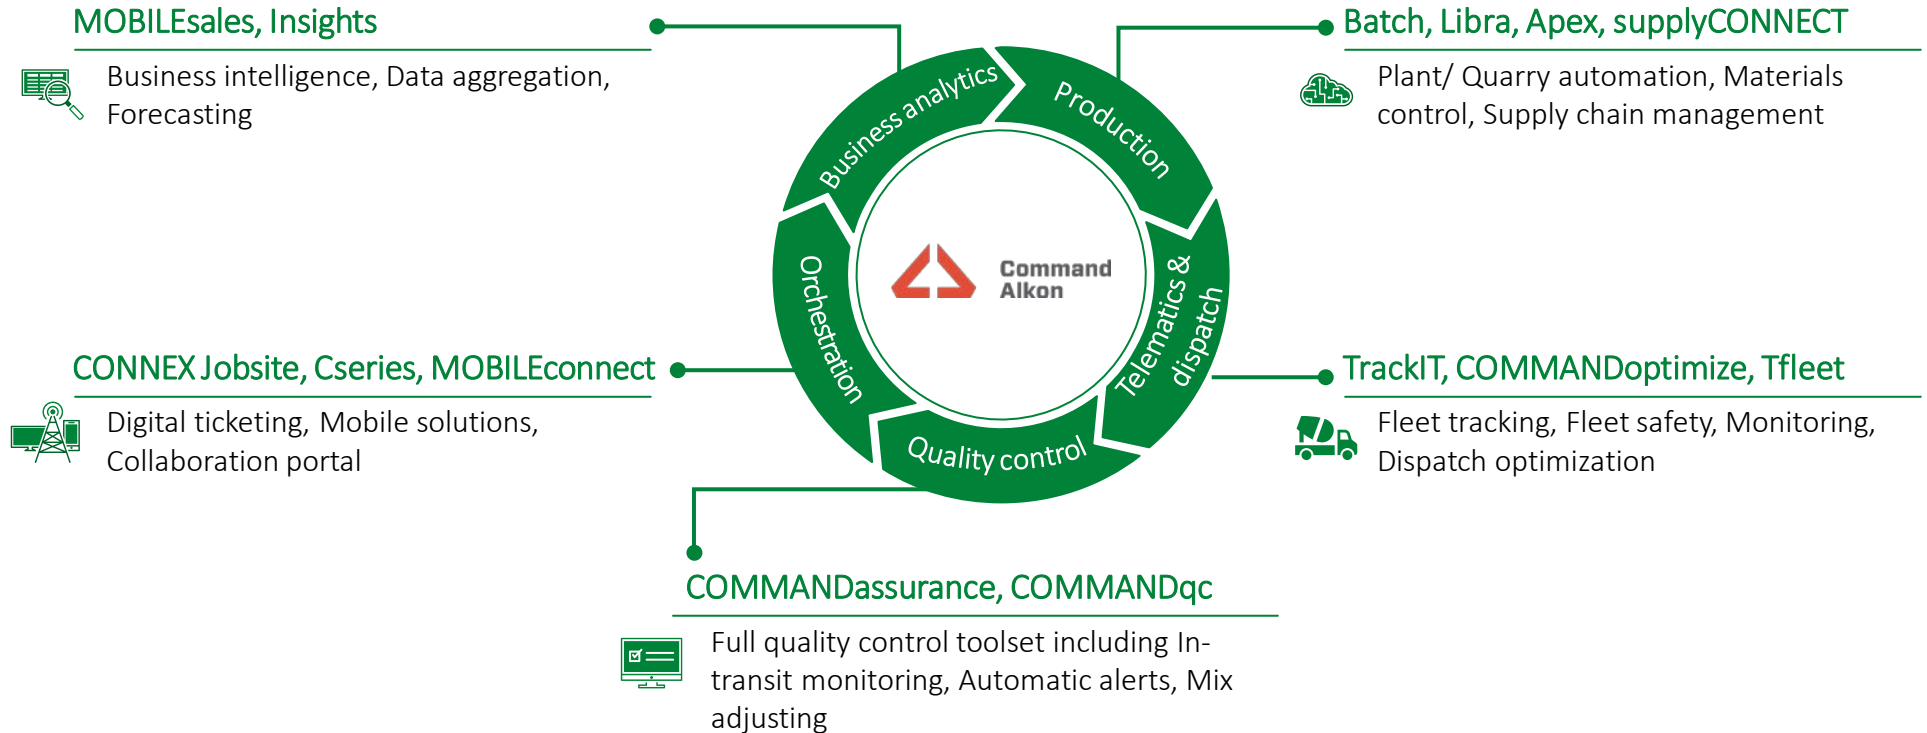 MOBILEsales, Insights
Business intelligence, Data aggregation,
Forecasting
Batch, Libra, Apex, supplyCONNECT
Plant/ Quarry automation, Materials
control, Supply chain management
Business analytics
Production
Telematics &
dispatch
Quality control
Orchestration
Command
Alkon
CONNEX Jobsite, Cseries, MOBILEconnect
Digital ticketing, Mobile solutions,
Collaboration portal
TrackIT, COMMANDoptimize, Tfleet
Fleet tracking, Fleet safety, Monitoring,
Dispatch optimization
COMMANDassurance, COMMANDqc
Full quality control toolset including In-
transit monitoring, Automatic alerts, Mix
adjusting